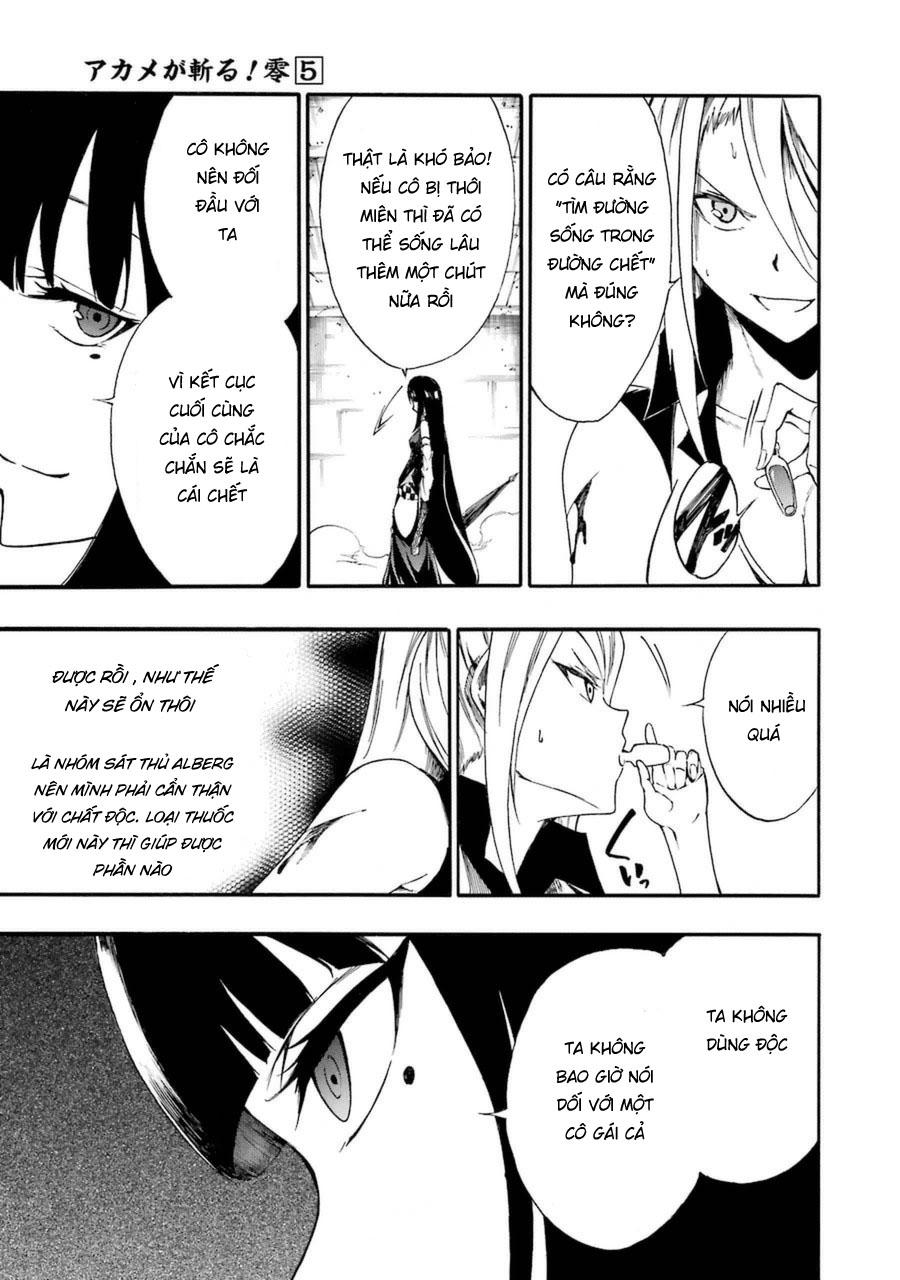 アカメが斬る！零5
CÓ CÂU RẰNG
"TÌM ĐƯỜNG
SỐNG TRONG
ĐƯỜNG CHẾT"
MÀ ĐÚNG
KHÔNG?
THẬT LÀ KHÓ BẢO!
NẾU CÔ BỊ THÔI
MIÊN THÌ ĐÃ CÓ
THỂ SỐNG LÂU
THÊM MỘT CHÚT
NỮA RỒI
CÔ KHÔNG
NÊN ĐỐI
ĐẦU VỚI
TA
VÌ KẾT CỤC
CUỐI CÙNG
CỦA CÔ CHẮC
CHẮN SẼ LÀ
CÁI CHẾT
NÓI NHIỀU
QUÁ
ĐƯỢC RỒI , NHƯ THẾ
NÀY SẼ ỔN THÔI
LÀ NHÓM SÁT THỦ ALBERG
NÊN MÌNH PHẢI CẨN THẬN
VỚI CHẤT ĐỘC. LOẠI THUỐC
MỚI NÀY THÌ GIÚP ĐƯỢC
PHẦN NÀO
TA KHÔNG
DÙNG ĐỘC
TA KHÔNG
BAO GIỜ NÓI
DỐI VỚI MỘT
CÔ GÁI CẢ